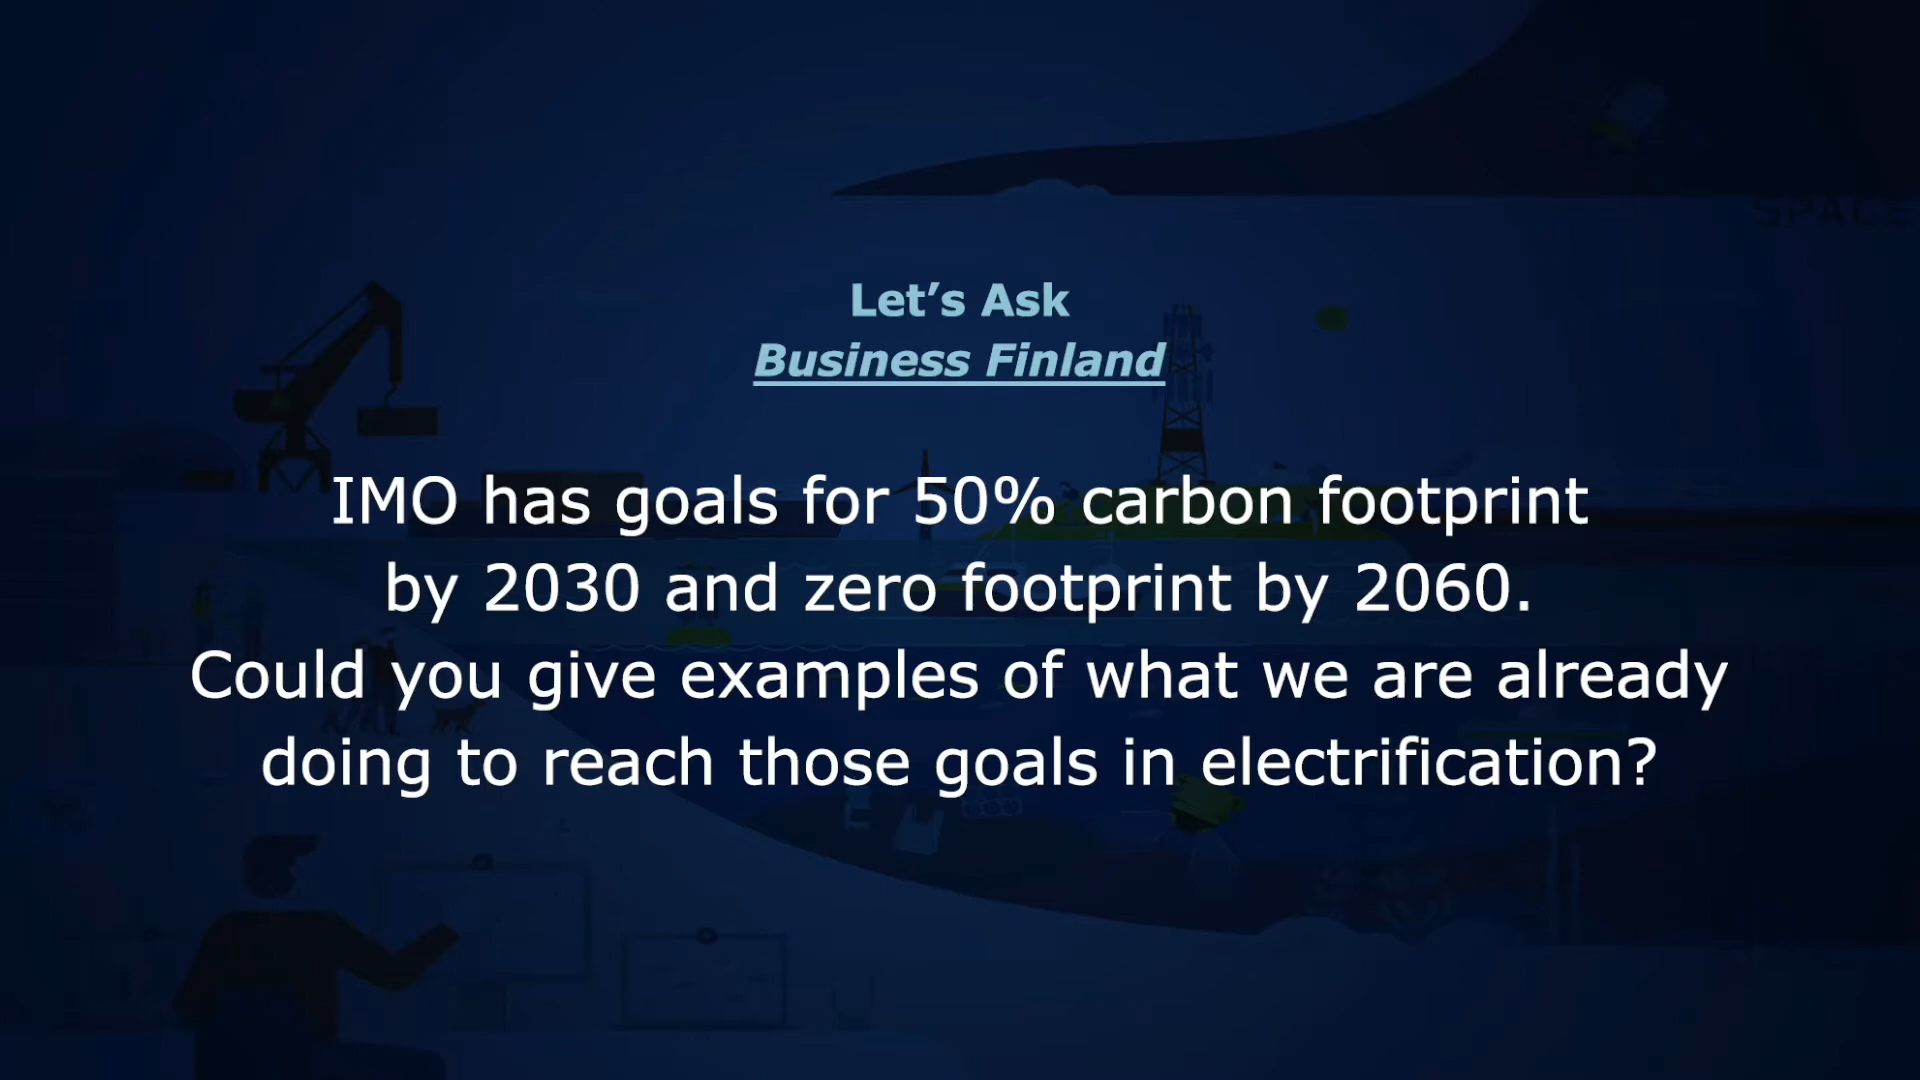 SPACE
Let’s Ask
Business Finland
IMO has goals for 50% carbon footprint
by 2030 and zero footprint by 2060.
Could you give examples of what we are already
doing to reach those goals in electrification?